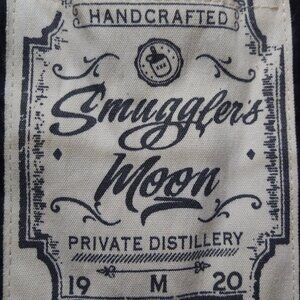 HANDCRAFTED
Smuggler's
Moon
PRIVATE DISTILLERY
19 M 20